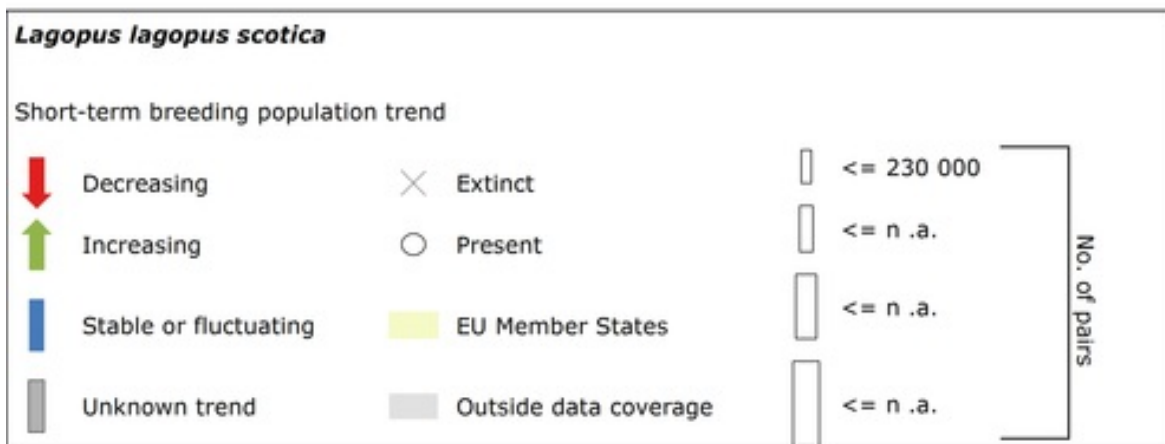 Lagopus lagopus scotica
Short-term breeding population trend
Decreasing
Increasing
Stable or fluctuating
Unknown trend
Extinct
Present
EU Member States
Outside data coverage
<= 230 000
<= n .a.
<= n .a.
<= n .a.
No. of pairs